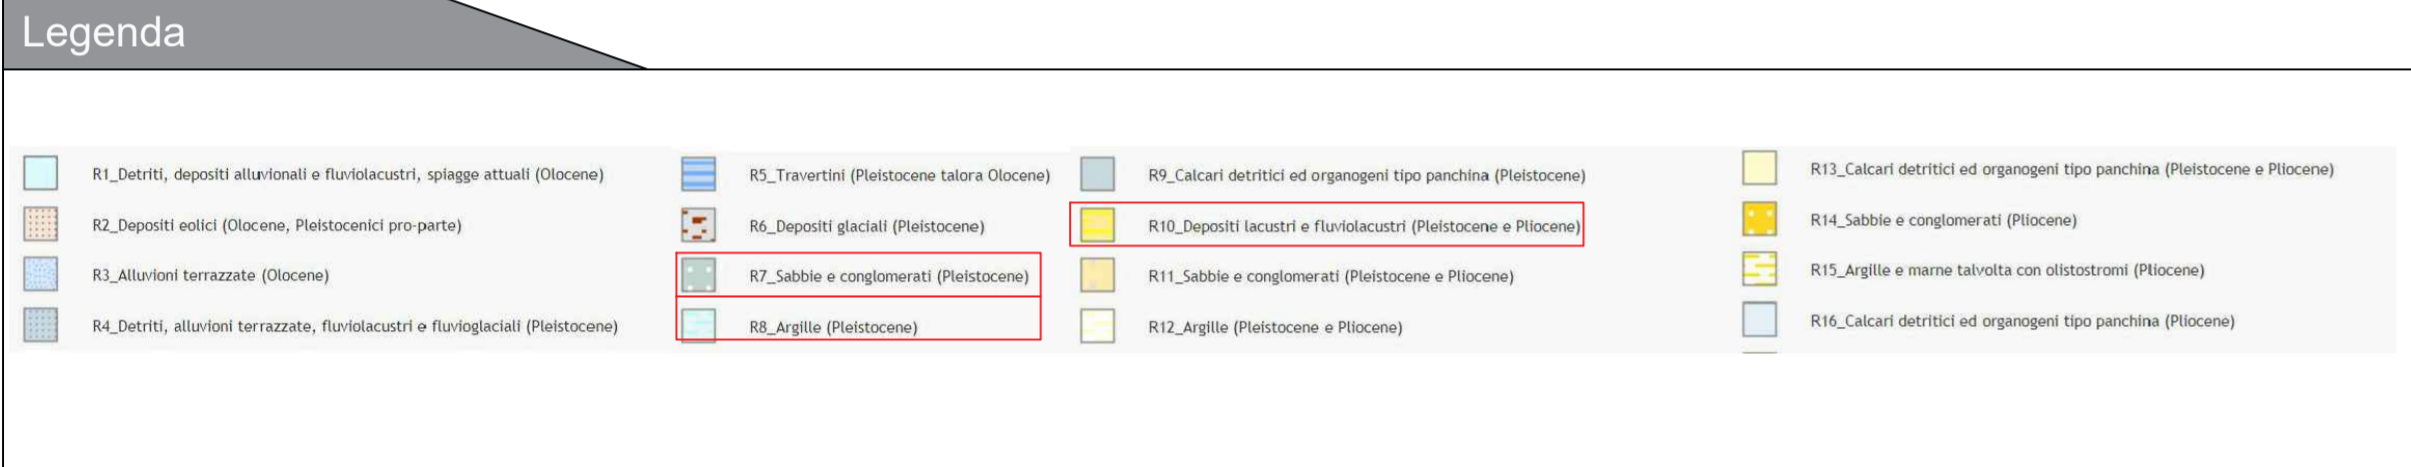 Legenda
R1_Detriti, depositi alluvionali e fluviolacustri, spiagge attuali (Olocene)
R2_Depositi eolici (Olocene, Pleistocenici pro-parte)
R3_Alluvioni terrazzate (Olocene)
R4_Detriti, alluvioni terrazzate, fluviolacustri e fluvioglaciali (Pleistocene)
R5_Travertini (Pleistocene talora Olocene)
R6_Depositi glaciali (Pleistocene)
R7_Sabbie e conglomerati (Pleistocene)
R8_Argille (Pleistocene)
R9_Calcari detritici ed organogeni tipo panchina (Pleistocene)
R10_Depositi lacustri e fluviolacustri (Pleistocene e Pliocene)
R11_Sabbie e conglomerati (Pleistocene e Pliocene)
R12_Argille (Pleistocene e Pliocene)
R13_Calcari detritici ed organogeni tipo panchina (Pleistocene e Pliocene)
R14_Sabbie e conglomerati (Pliocene)
R15_Argille e marne talvolta con olistostromi (Pliocene)
R16_Calcari detritici ed organogeni tipo panchina (Pliocene)